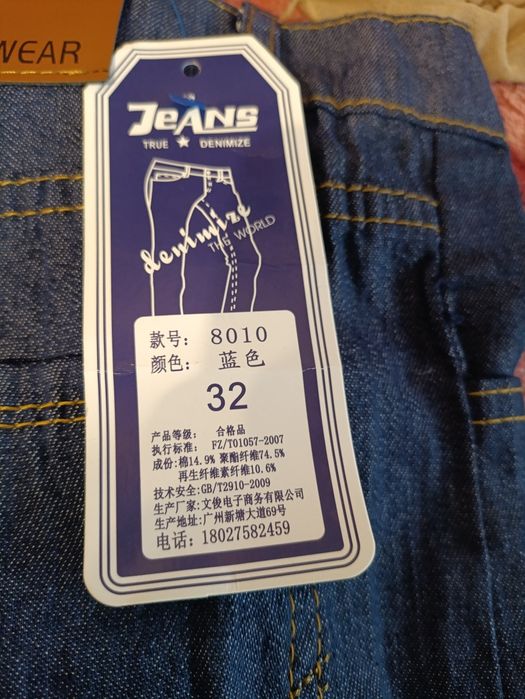 WEAR
JEANS
TRUE ★ DENIMIZE
denimize
THE WORLD
款号: 8010
颜色: 蓝色
32
产品等级: 合格品
执行标准: FZ/T01057-2007
成份:棉14.9% 聚酯纤维74.5%
再生纤维素纤维10.6%
技术安全:GB/T2910-2009
生产厂家:文俊电子商务有限公司
生产地址:广州新塘大道69号
电话:18027582459